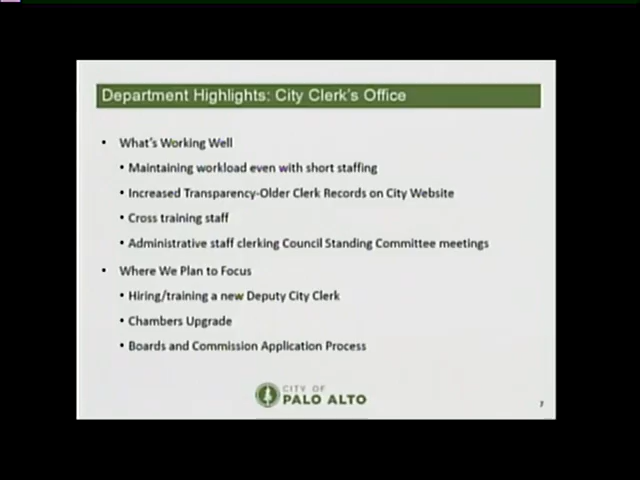 Department Highlights: City Clerk's Office
• What's Working Well
• Maintaining workload even with short staffing
• Increased Transparency-Older Clerk Records on City Website
• Cross training staff
• Administrative staff clerking Council Standing Committee meetings
• Where We Plan to Focus
• Hiring/training a new Deputy City Clerk
• Chambers Upgrade
• Boards and Commission Application Process
CITY OF
PALO ALTO
7